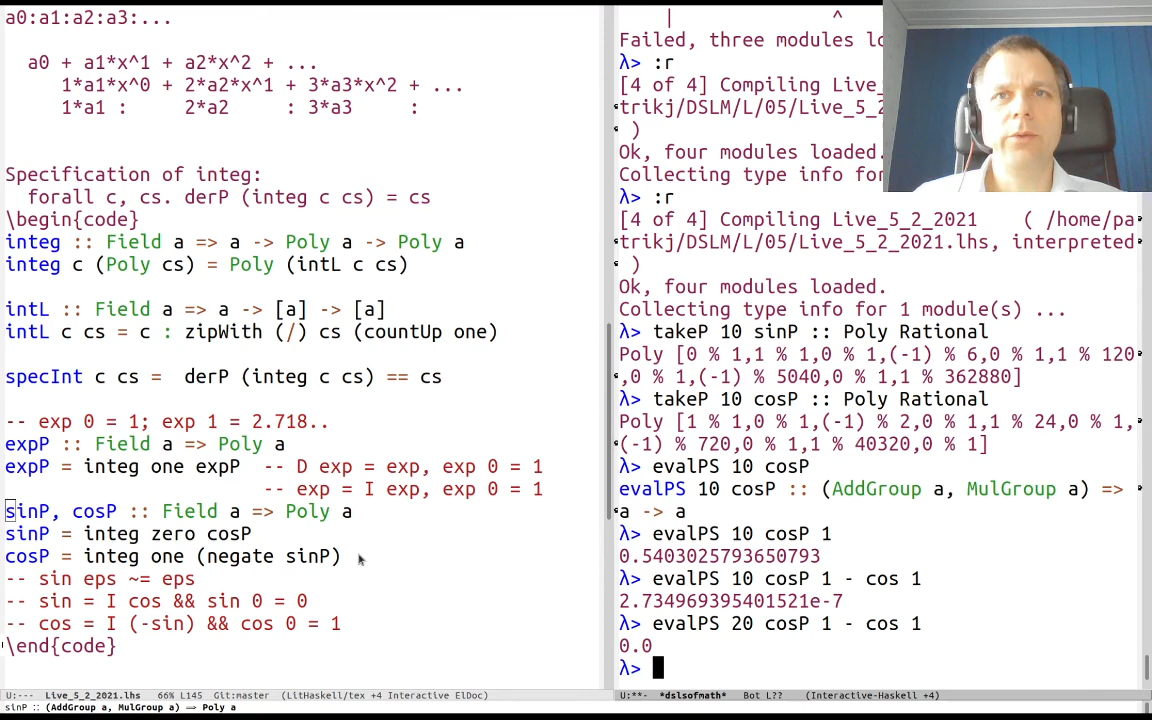 a0:a1:a2:a3:...
a0 + a1*x^1 + a2*x^2 + ...
1*a1*x^0 + 2*a2*x^1 + 3*a3*x^2 + ...
1*a1 :      2*a2      : 3*a3      :
Specification of integ:
forall c, cs. derP (integ c cs) = cs
\begin{code}
integ :: Field a => a -> Poly a -> Poly a
integ c (Poly cs) = Poly (intL c cs)
intL :: Field a => a -> [a] -> [a]
intL c cs = c : zipWith (/) cs (countUp one)
specInt c cs =  derP (integ c cs) == cs
-- exp 0 = 1; exp 1 = 2.718..
expP :: Field a => Poly a
expP = integ one expP  -- D exp = exp, exp 0 = 1
-- exp = I exp, exp 0 = 1
sinP, cosP :: Field a => Poly a
sinP = integ zero cosP
cosP = integ one (negate sinP)
-- sin eps ~= eps
-- sin = I cos && sin 0 = 0
-- cos = I (-sin) && cos 0 = 1
\end{code}
U:---  Live_5_2_2021.lhs   66% L145  Git:master  (LitHaskell/tex +4 Interactive ElDoc)
sinP :: (AddGroup a, MulGroup a) => Poly a
|              ^
Failed, three modules lo
λ> :r
[4 of 4] Compiling Live_
trikj/DSLM/L/05/Live_5_2
)
Ok, four modules loaded.
Collecting type info for
λ> :r
[4 of 4] Compiling Live_5_2_2021    ( /home/pa
trikj/DSLM/L/05/Live_5_2_2021.lhs, interpreted
)
Ok, four modules loaded.
Collecting type info for 1 module(s) ...
λ> takeP 10 sinP :: Poly Rational
Poly [0 % 1,1 % 1,0 % 1,(-1) % 6,0 % 1,1 % 120
,0 % 1,(-1) % 5040,0 % 1,1 % 362880]
λ> takeP 10 cosP :: Poly Rational
Poly [1 % 1,0 % 1,(-1) % 2,0 % 1,1 % 24,0 % 1,
(-1) % 720,0 % 1,1 % 40320,0 % 1]
λ> evalPS 10 cosP
evalPS 10 cosP :: (AddGroup a, MulGroup a) =>
a -> a
λ> evalPS 10 cosP 1
0.5403025793650793
λ> evalPS 10 cosP 1 - cos 1
2.734969395401521e-7
λ> evalPS 20 cosP 1 - cos 1
0.0
λ>
U:**-  *dslsofmath*   Bot L??   (Interactive-Haskell +4)